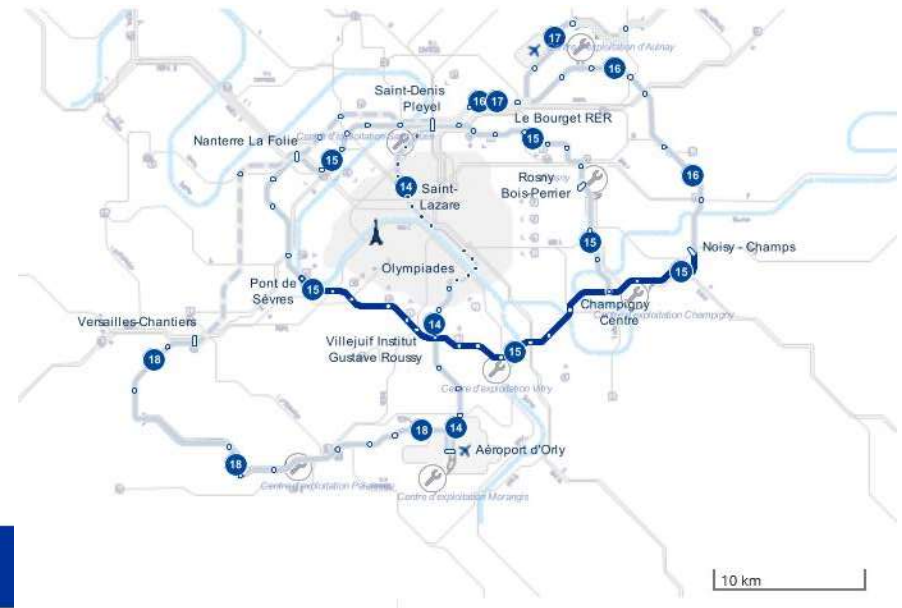 17
Centre d'exploitation d'Aulnay
16
Saint-Denis
Pleyel
16 17
Le Bourget RER
Nanterre La Folie
15
15
Rosny
Bois-Perrier
16
14
Saint-
Lazare
15
Noisy - Champs
Olympiades
15
Pont de
Sèvres
15
Champigny
Centre
Centre d'exploitation Champigny
Versailles-Chantiers
14
Villejuif Institut
Gustave Roussy
15
18
Centre d'exploitation Vitry
18
14
Aéroport d'Orly
18
Centre d'exploitation Palaiseau
Centre d'exploitation Morangis
10 km